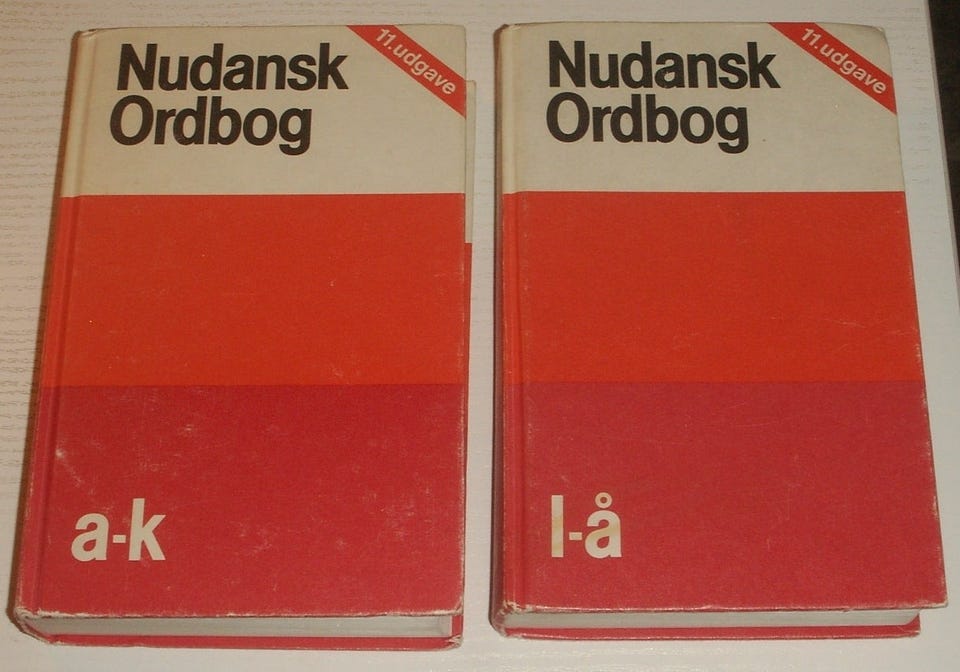 Nudansk
Ordbog
11.udgave
a-k
Nudansk
Ordbog
11.udgave
l-å